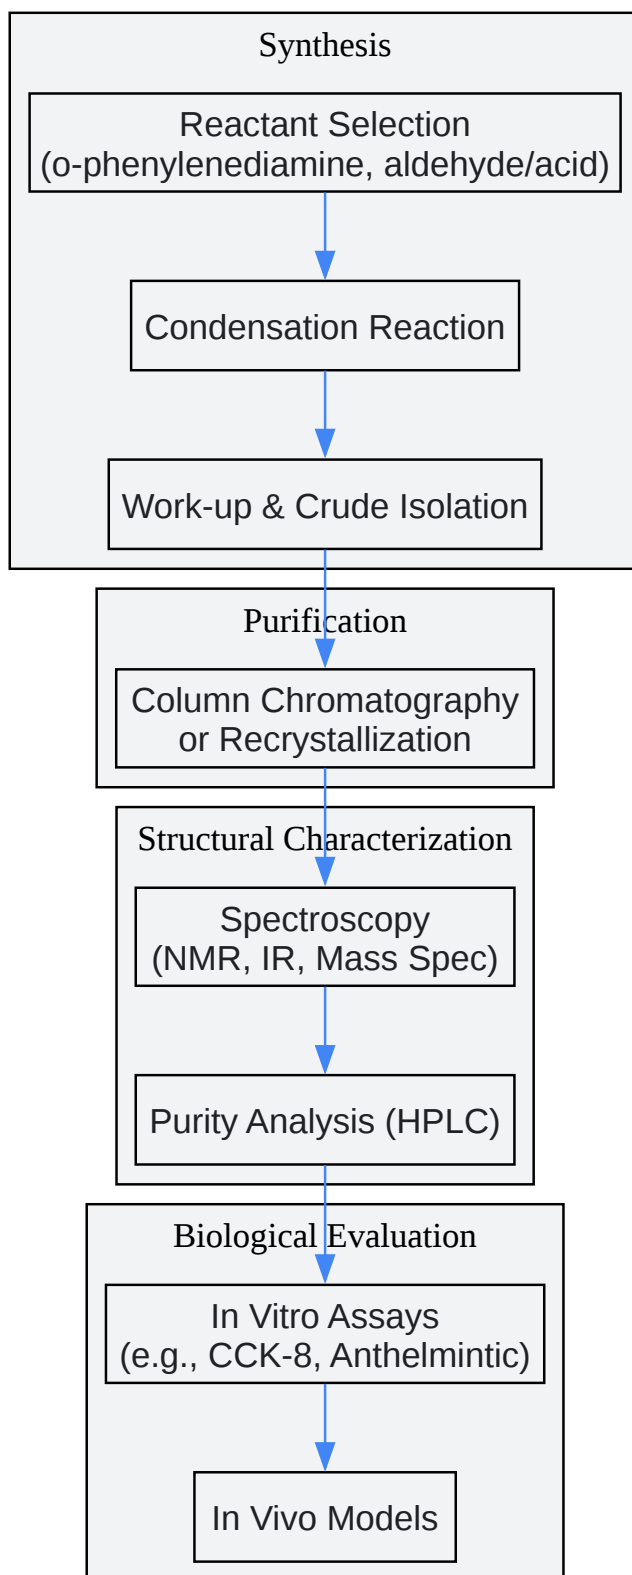 Synthesis
Reactant Selection
(o-phenylenediamine, aldehyde/acid)
Condensation Reaction
Work-up & Crude Isolation
Purification
Column Chromatography
or Recrystallization
Structural Characterization
Spectroscopy
(NMR, IR, Mass Spec)
Purity Analysis (HPLC)
Biological Evaluation
In Vitro Assays
(e.g., CCK-8, Anthelmintic)
In Vivo Models